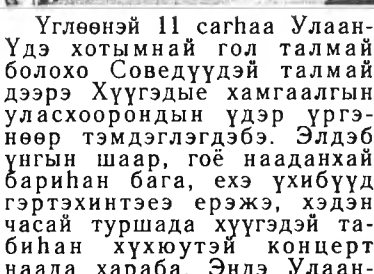 Үглөөнэй 11 сагһаа Улаан-
Үдэ хотымнай гол талмай
болохо Соведүүдэй талмай
дээрэ Хүүгэдые хамгаалгын
уласхоорондын үдэр үргэ-
нөөр тэмдэглэгдэбэ. Элдэб
үнгын шаар, гоё нааданхай
бариһан бага, ехэ үхибүүд
гэртэхинтэеэ ерэжэ, хэдэн
часай туршада хүүгэдэй та-
биһан хүхюутэй концерт
наада хараба. Эндэ Улаан-